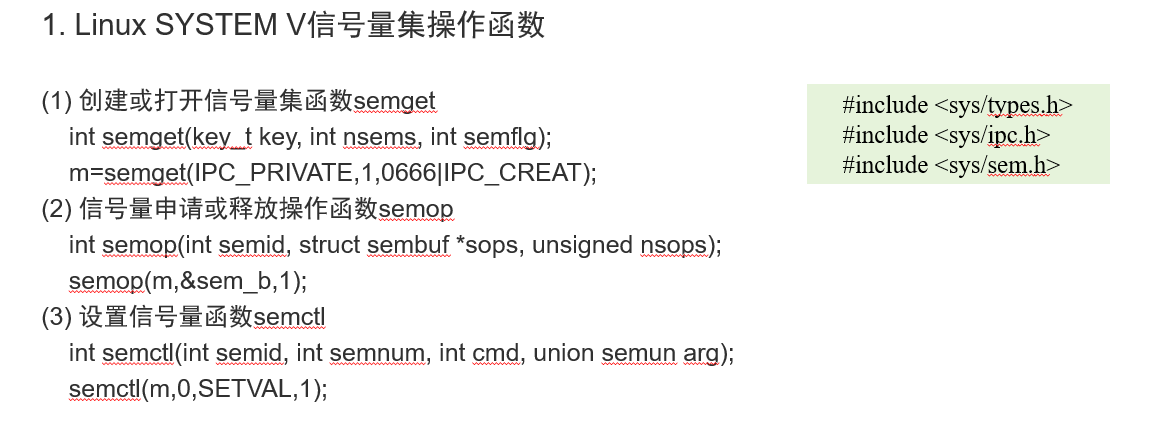 1. Linux SYSTEM V信号量集操作函数
(1) 创建或打开信号量集函数semget
int semget(key_t key, int nsems, int semflg);
m=semget(IPC_PRIVATE,1,0666|IPC_CREAT);
(2) 信号量申请或释放操作函数semop
int semop(int semid, struct sembuf *sops, unsigned nsops);
semop(m,&sem_b,1);
(3) 设置信号量函数semctl
int semctl(int semid, int semnum, int cmd, union semun arg);
semctl(m,0,SETVAL,1);
#include <sys/types.h>
#include <sys/ipc.h>
#include <sys/sem.h>